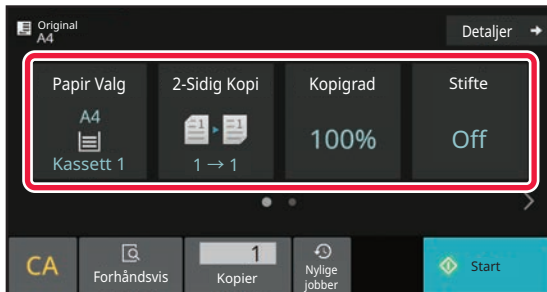 Original
A4
Detaljer
Papir Valg
A4
Kassett 1
2-Sidig Kopi
1 → 1
Kopigrad
100%
Stifte
Off
CA
Forhåndsvis
1
Kopier
Nylige
jobber
Start